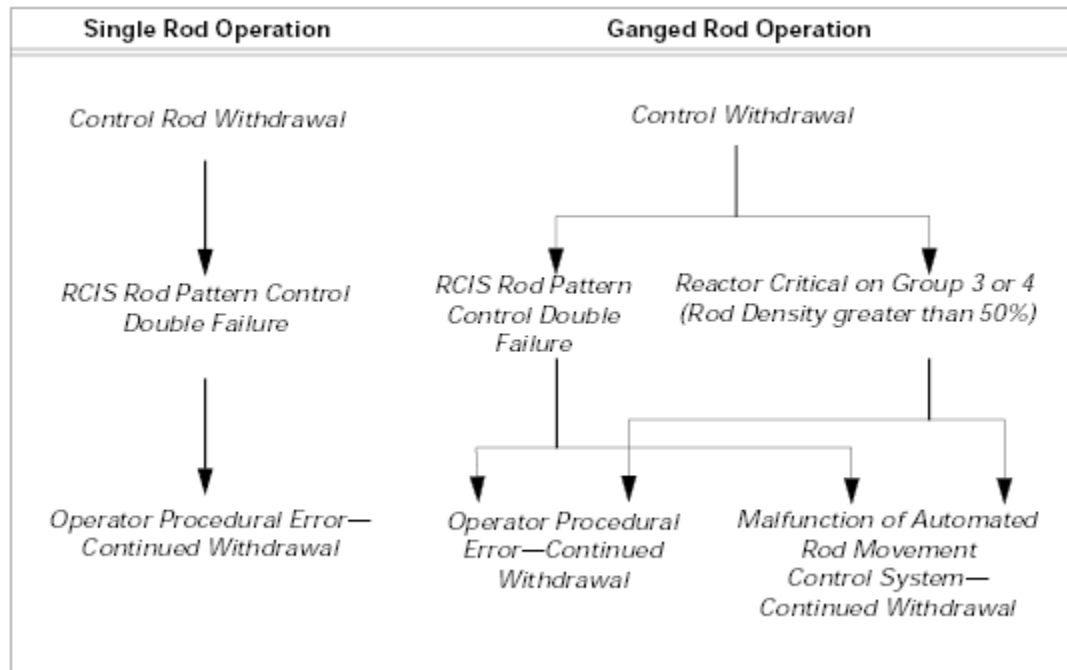 Single Rod Operation
Ganged Rod Operation
Control Rod Withdrawal
Control Withdrawal
RCIS Rod Pattern Control
Double Failure
RCIS Rod Pattern
Control Double
Failure
Reactor Critical on Group 3 or 4
(Rod Density greater than 50%)
Operator Procedural Error—
Continued Withdrawal
Operator Procedural
Error—Continued
Withdrawal
Malfunction of Automated
Rod Movement
Control System—
Continued Withdrawal